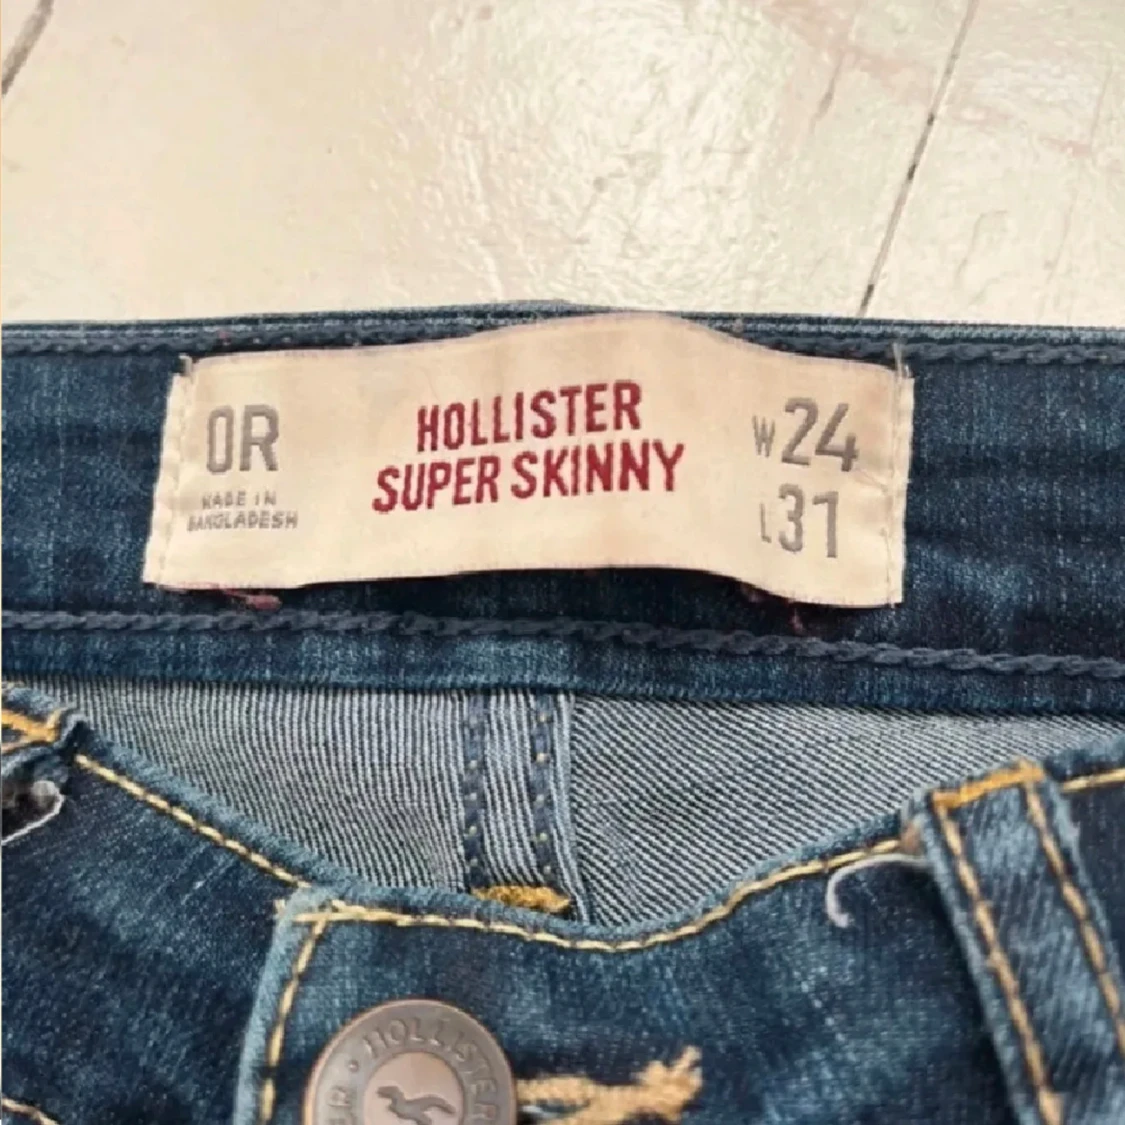 0R
MADE IN
BANGLADESH
HOLLISTER
SUPER SKINNY
W24
L31
HOLLISTER